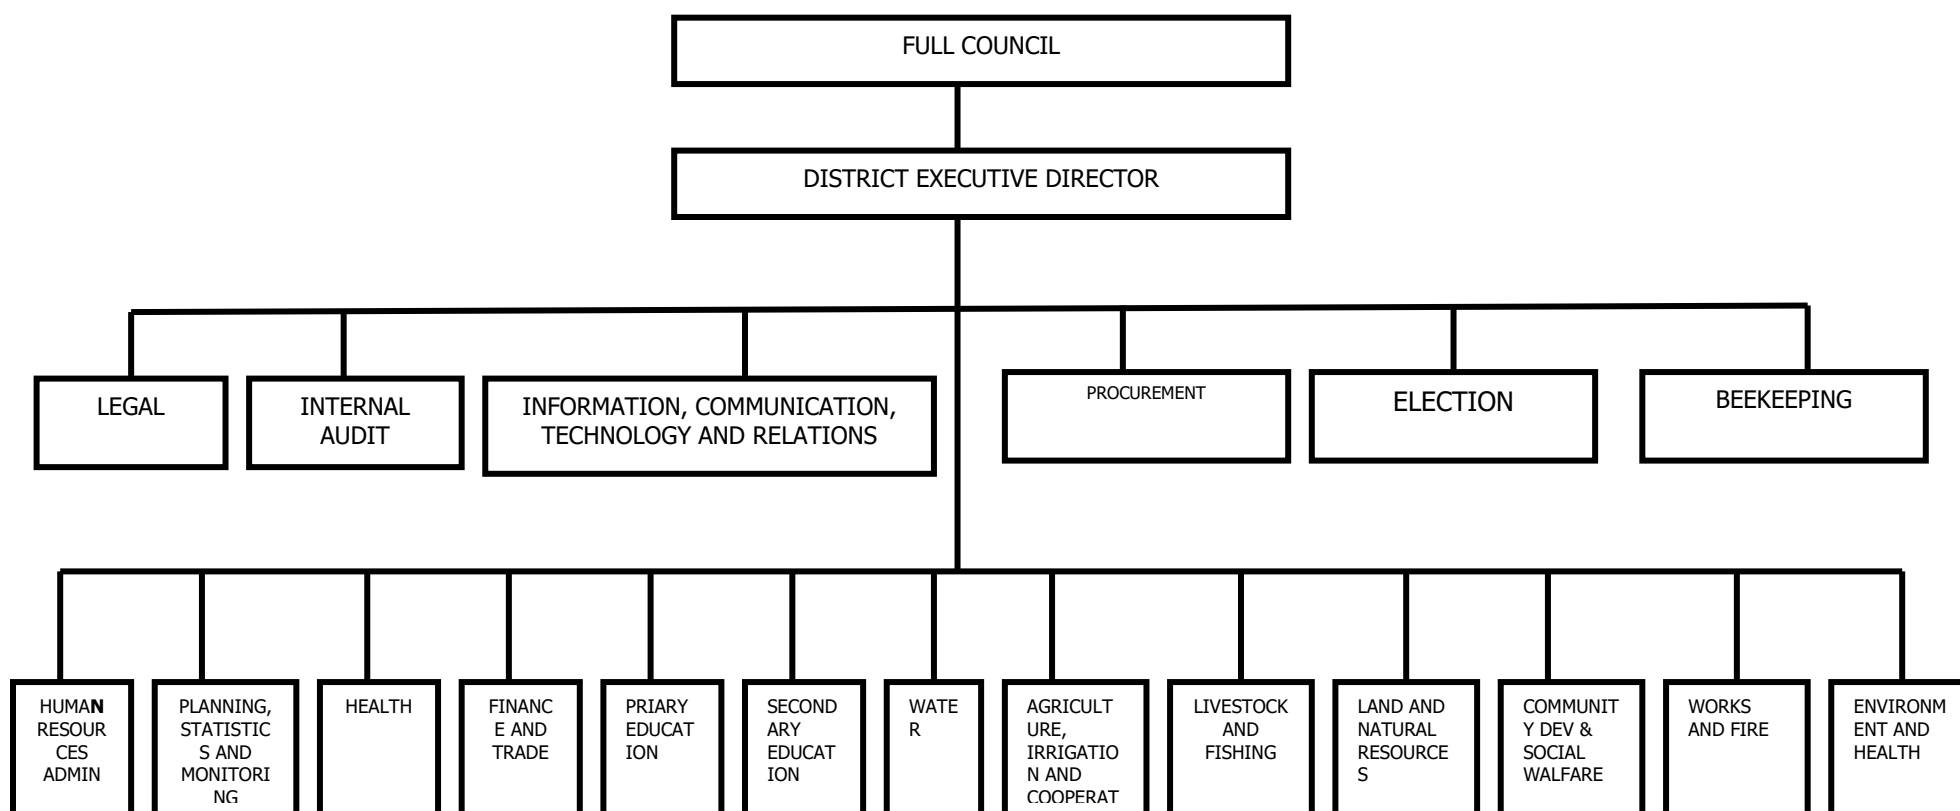 FULL COUNCIL
DISTRICT EXECUTIVE DIRECTOR
LEGAL
INTERNAL
AUDIT
INFORMATION, COMMUNICATION,
TECHNOLOGY AND RELATIONS
PROCUREMENT
ELECTION
BEEKEEPING
HUMAN
RESOUR
CES
ADMIN
PLANNING,
STATISTIC
S AND
MONITORI
NG
HEALTH
FINANC
E AND
TRADE
PRIARY
EDUCAT
ION
SECOND
ARY
EDUCAT
ION
WATE
R
AGRICULT
URE,
IRRIGATIO
N AND
COOPERAT
LIVESTOCK
AND
FISHING
LAND AND
NATURAL
RESOURCE
S
COMMUNIT
Y DEV &
SOCIAL
WALFARE
WORKS
AND FIRE
ENVIRONM
ENT AND
HEALTH